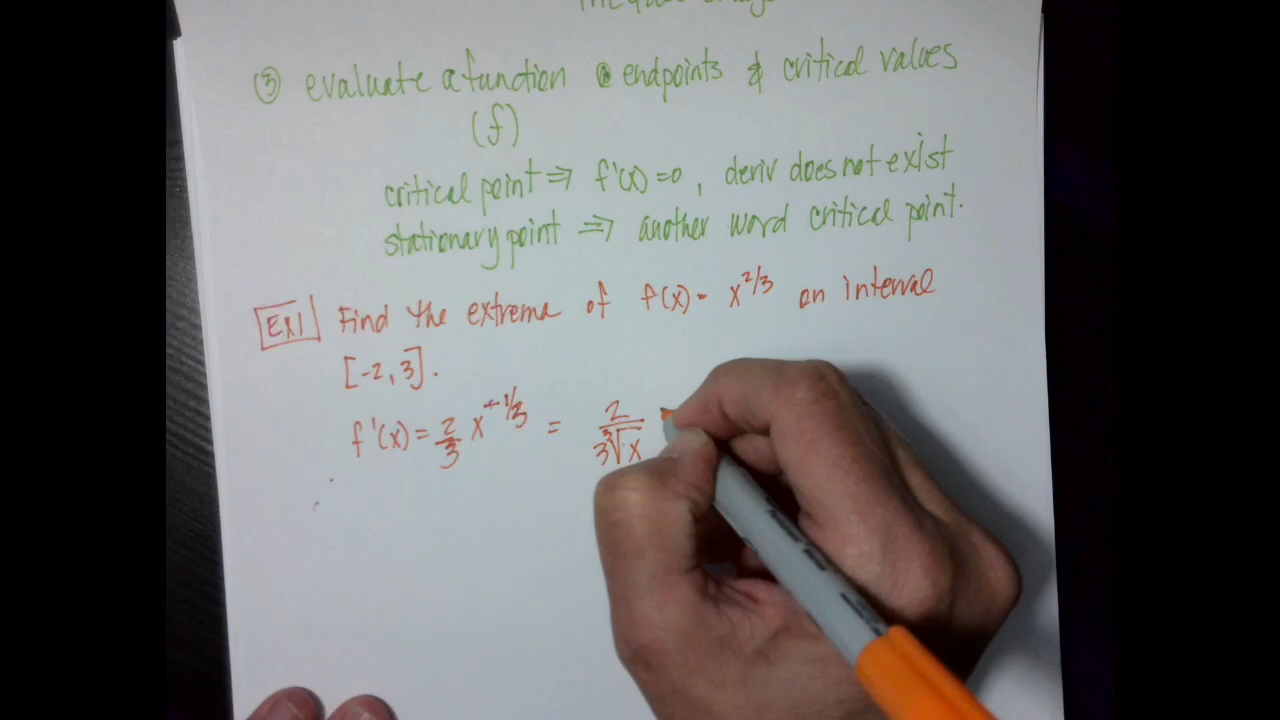 ③ evaluate a function @ endpoints & critical values
(f)
critical point ⇒ f'(x)=0, deriv does not exist
stationary point ⇒ another word critical point.
Ex1 Find the extrema of f(x) = x^{2/3} on interval
[-2, 3].
f'(x) = 2/3 x^{-1/3} = 2/(3∛x)